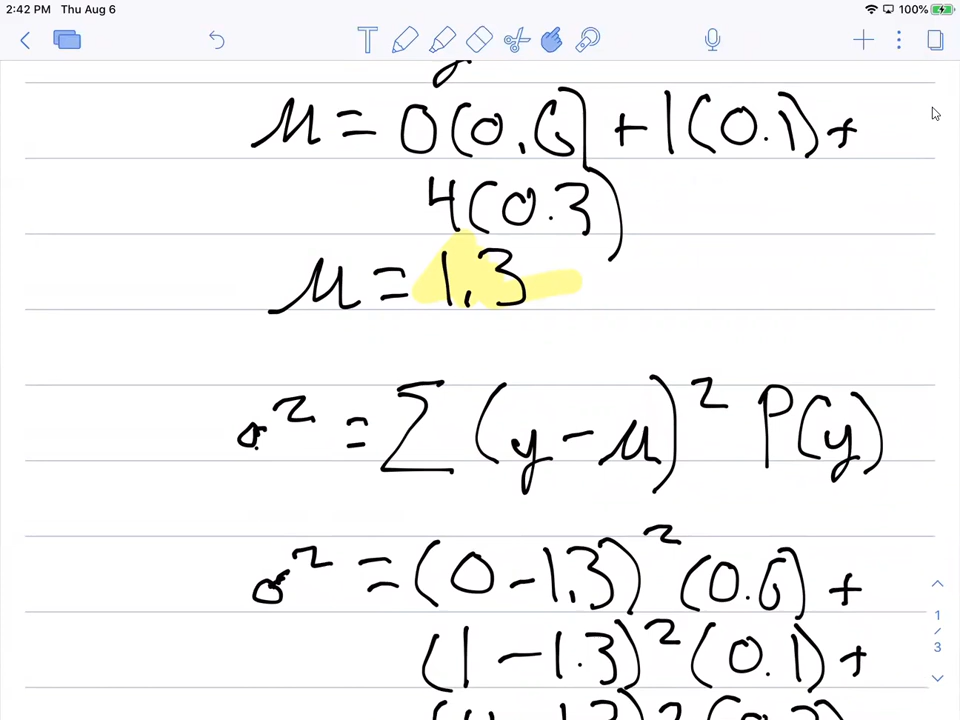 2:42 PM Thu Aug 6 100%
μ = 0(0.6) + 1(0.1) +
4(0.3)
μ = 1.3
σ² = Σ (y - μ)² P(y)
σ² = (0 - 1.3)² (0.6) +
(1 - 1.3)² (0.1) +
1
/
3